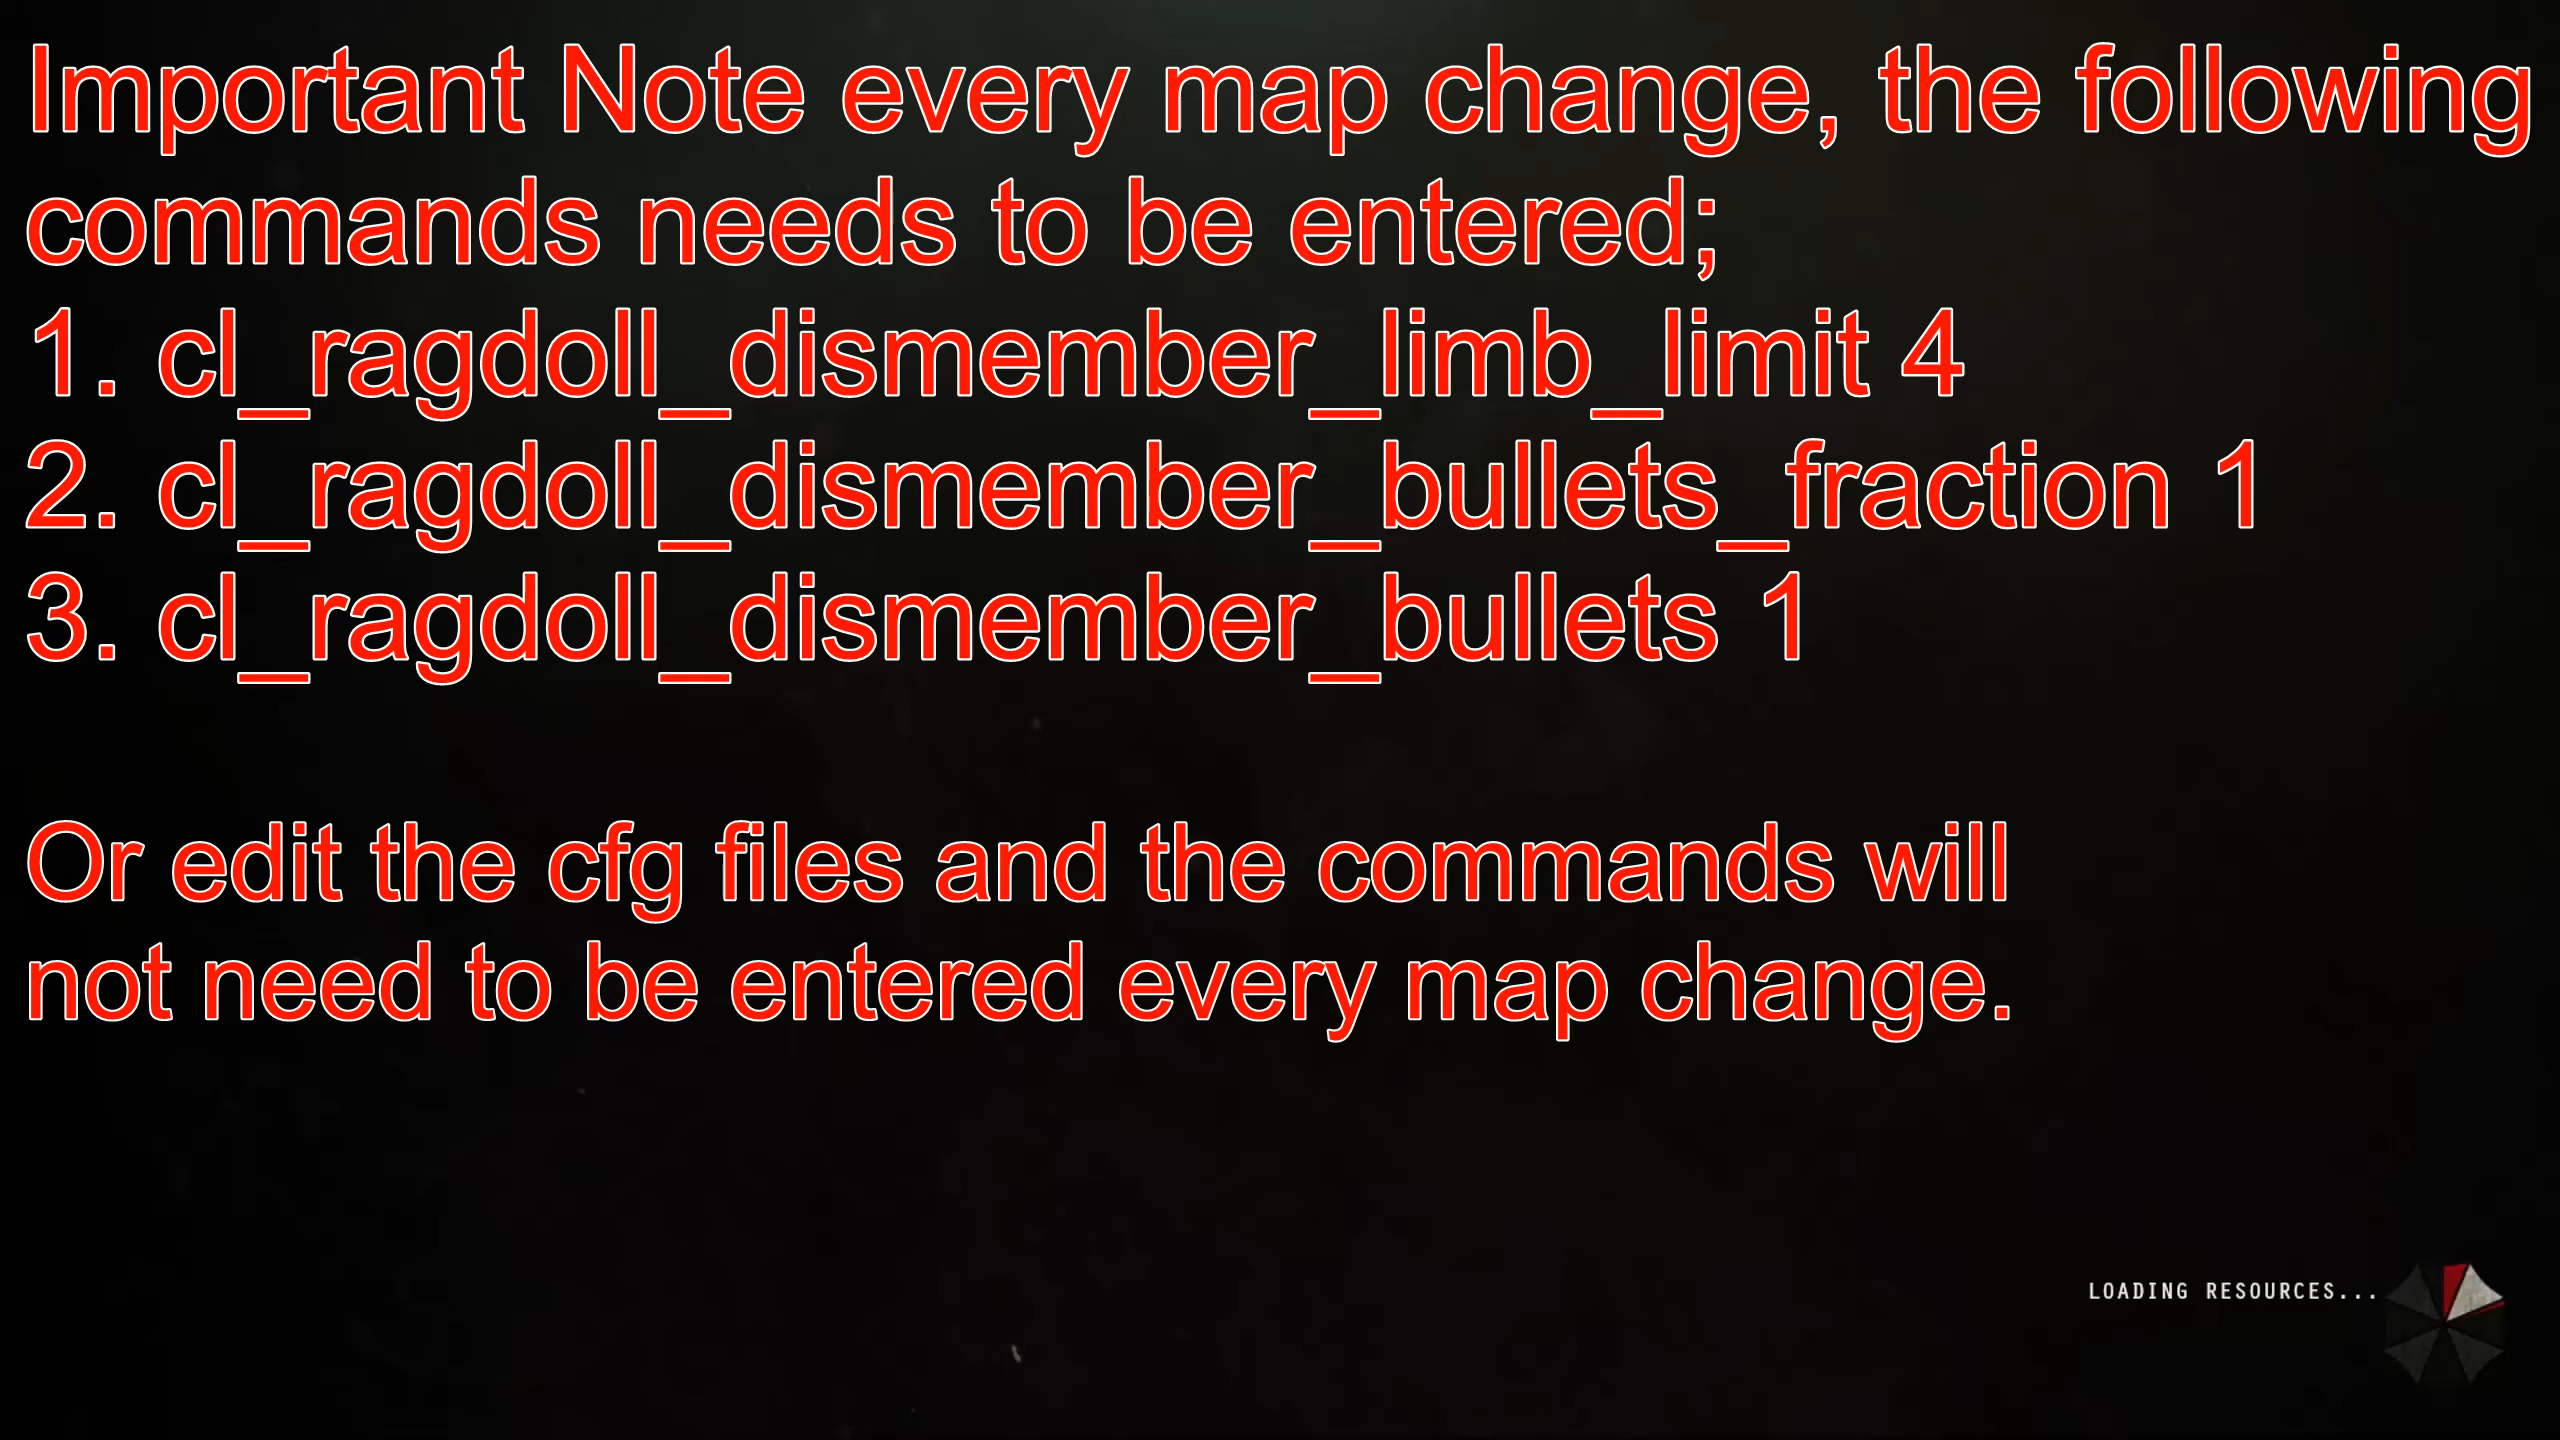 Important Note every map change, the following
commands needs to be entered;
1. cl_ragdoll_dismember_limb_limit 4
2. cl_ragdoll_dismember_bullets_fraction 1
3. cl_ragdoll_dismember_bullets 1
Or edit the cfg files and the commands will
not need to be entered every map change.
LOADING RESOURCES...